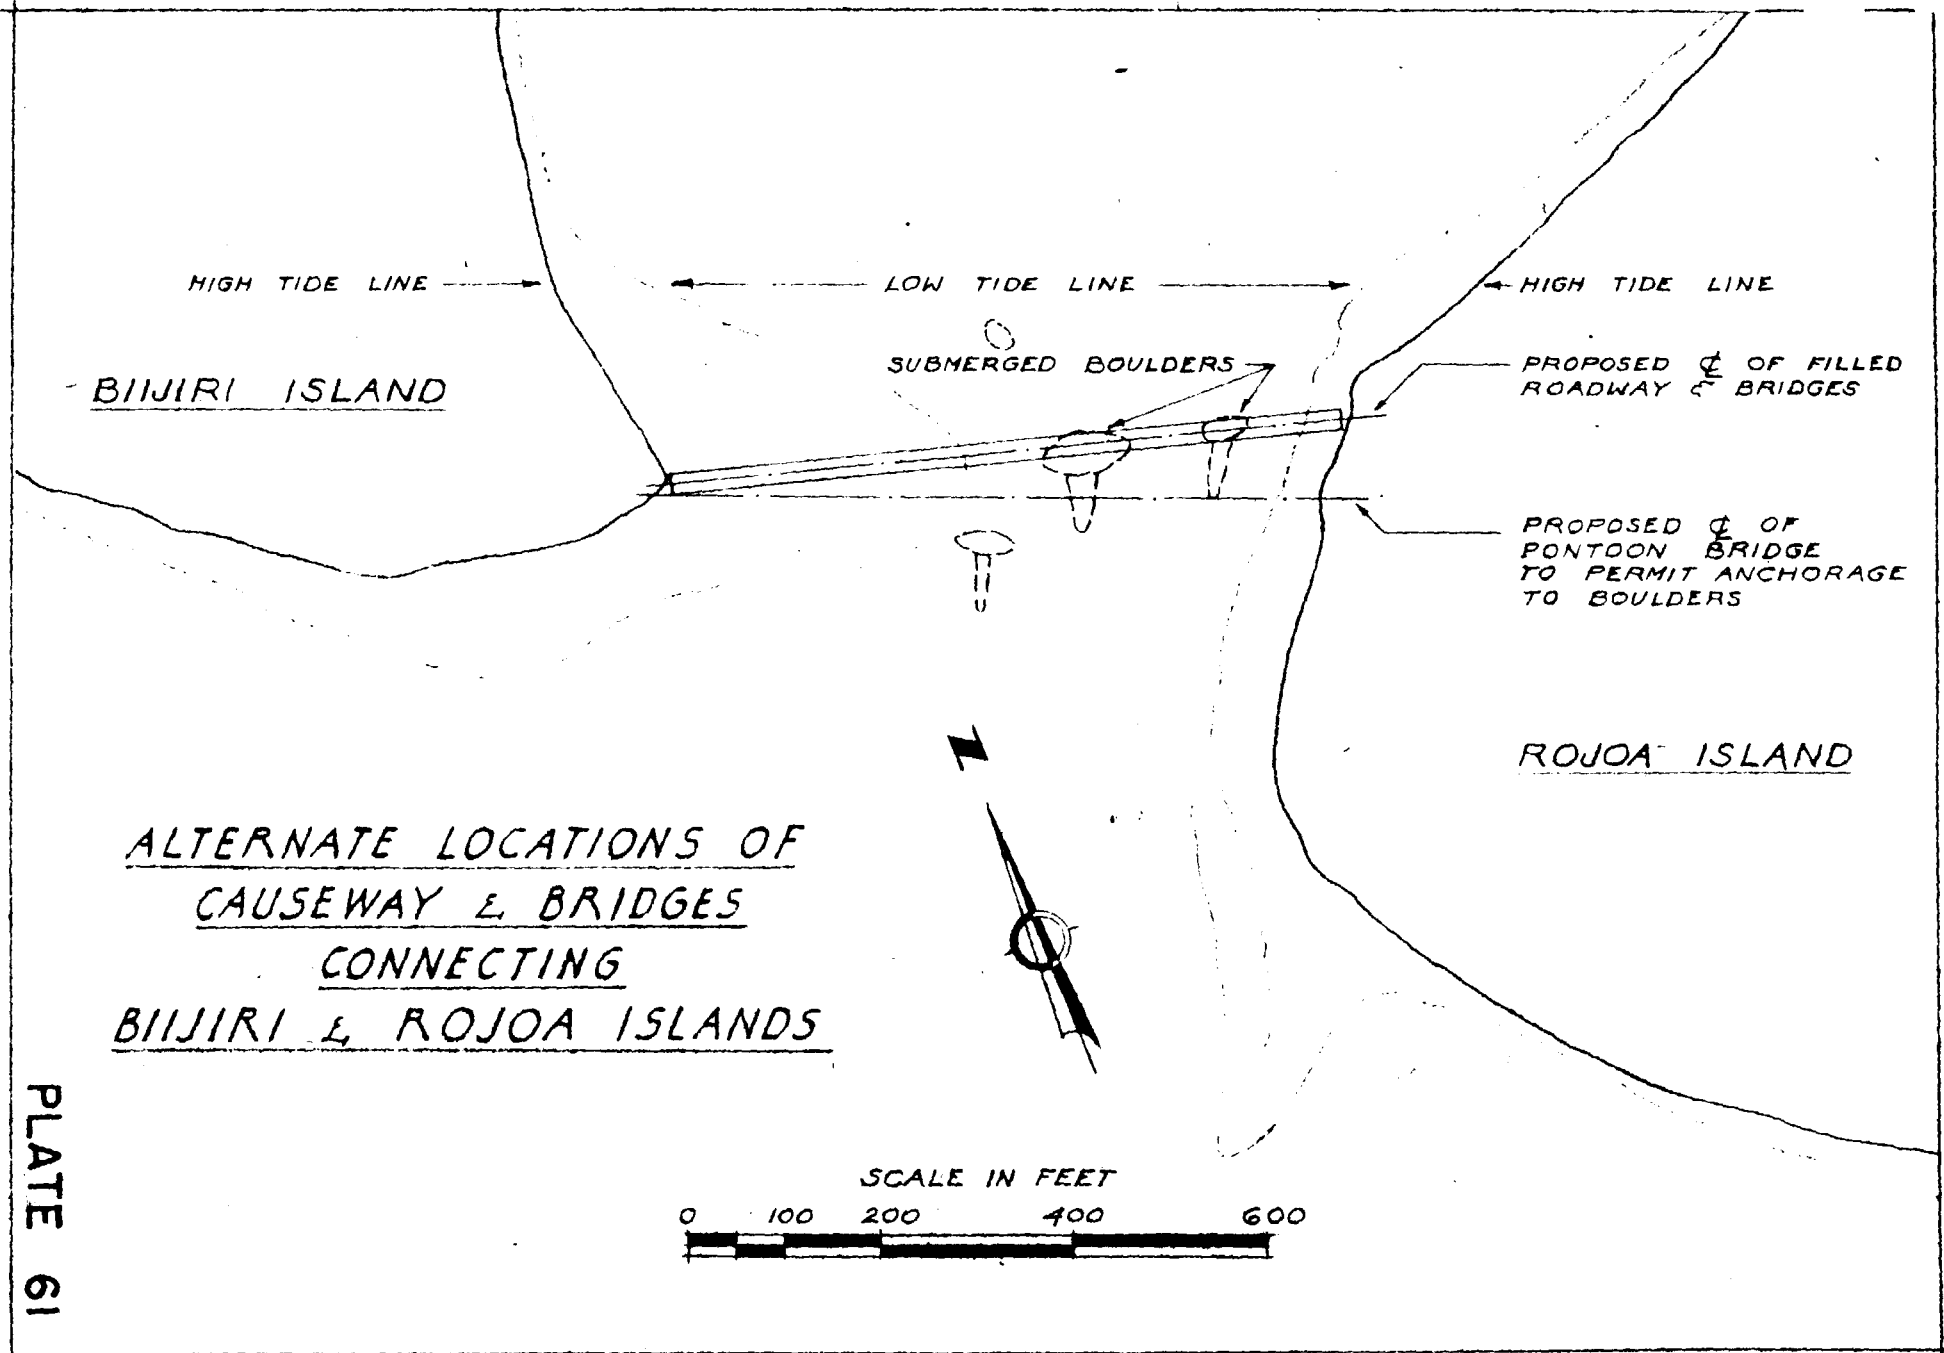 HIGH TIDE LINE
LOW TIDE LINE
HIGH TIDE LINE
SUBMERGED BOULDERS
PROPOSED ℄ OF FILLED
ROADWAY & BRIDGES
BIIJIRI ISLAND
PROPOSED ℄ OF
PONTOON BRIDGE
TO PERMIT ANCHORAGE
TO BOULDERS
N
ROJOA ISLAND
ALTERNATE LOCATIONS OF
CAUSEWAY & BRIDGES
CONNECTING
BIIJIRI & ROJOA ISLANDS
SCALE IN FEET
0 100 200 400 600
PLATE 61